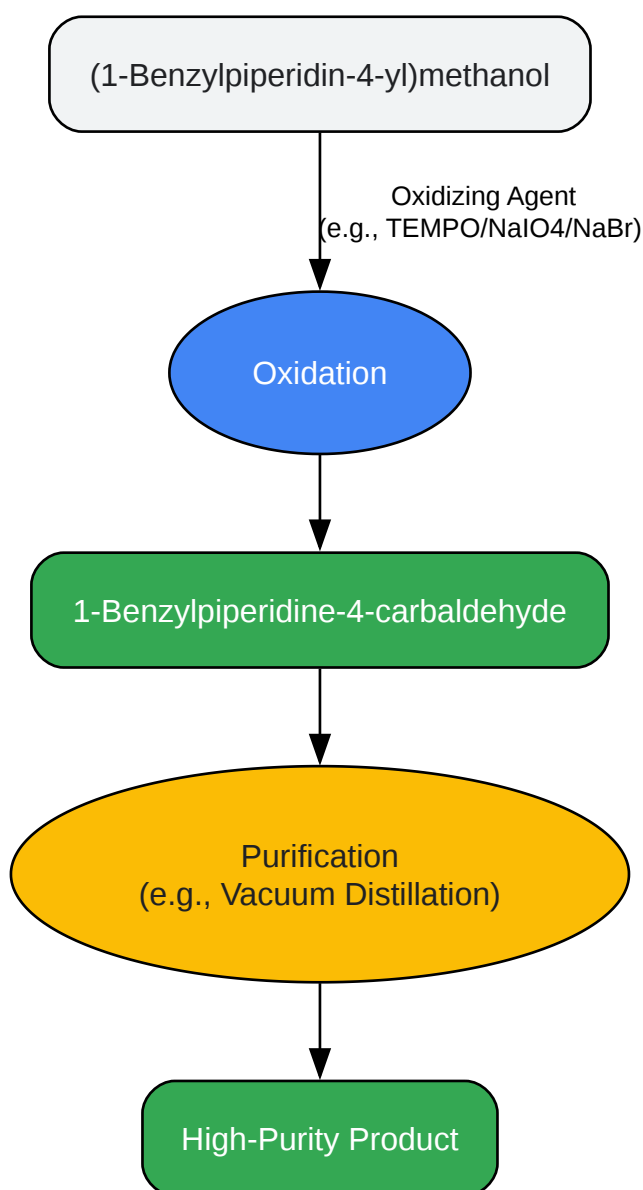 (1-Benzylpiperidin-4-yl)methanol
Oxidizing Agent
(e.g., TEMPO/NaIO4/NaBr)
Oxidation
1-Benzylpiperidine-4-carbaldehyde
Purification
(e.g., Vacuum Distillation)
High-Purity Product